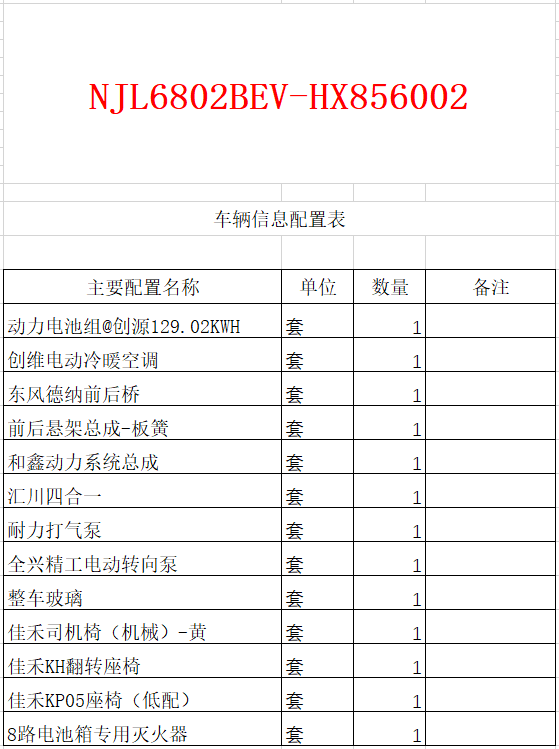 NJL6802BEV-HX856002
车辆信息配置表
主要配置名称 单位 数量 备注
动力电池组@创源129.02KWH 套 1
创维电动冷暖空调 套 1
东风德纳前后桥 套 1
前后悬架总成-板簧 套 1
和鑫动力系统总成 套 1
汇川四合一 套 1
耐力打气泵 套 1
全兴精工电动转向泵 套 1
整车玻璃 套 1
佳禾司机椅（机械）-黄 套 1
佳禾KH翻转座椅 套 1
佳禾KP05座椅（低配） 套 1
8路电池箱专用灭火器 套 1